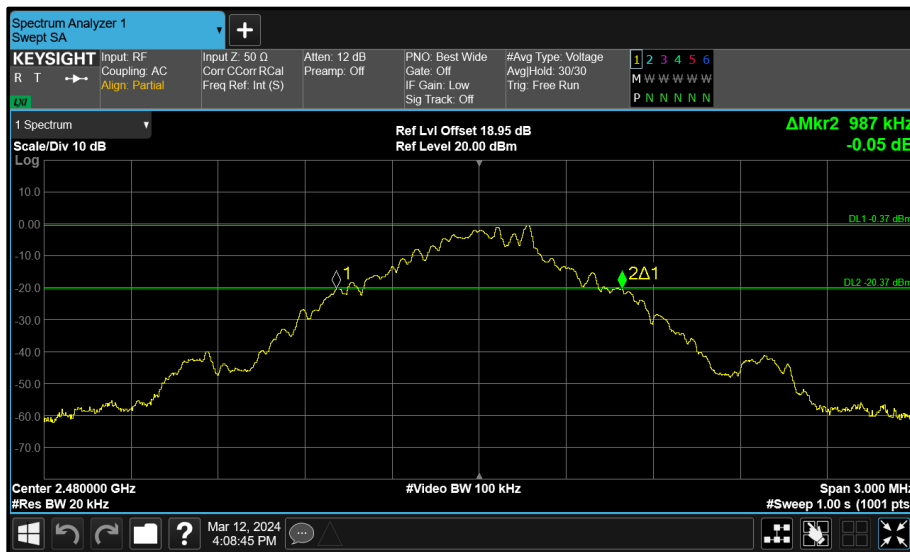 Spectrum Analyzer 1
Swept SA
+
KEYSIGHT
R T
LXI
Input: RF
Coupling: AC
Align: Partial
Input Z: 50 Ω
Corr CCorr RCal
Freq Ref: Int (S)
Atten: 12 dB
Preamp: Off
PNO: Best Wide
Gate: Off
IF Gain: Low
Sig Track: Off
#Avg Type: Voltage
Avg|Hold: 30/30
Trig: Free Run
1 2 3 4 5 6
M W W W W W
P N N N N N
1 Spectrum
Scale/Div 10 dB
Ref Lvl Offset 18.95 dB
Ref Level 20.00 dBm
ΔMkr2 987 kHz
-0.05 dB
Log
10.0
0.00
DL1 -0.37 dBm
-10.0
1
2Δ1
-20.0
DL2 -20.37 dBm
-30.0
-40.0
-50.0
-60.0
-70.0
Center 2.480000 GHz
#Video BW 100 kHz
Span 3.000 MHz
#Res BW 20 kHz
#Sweep 1.00 s (1001 pts
?
Mar 12, 2024
4:08:45 PM